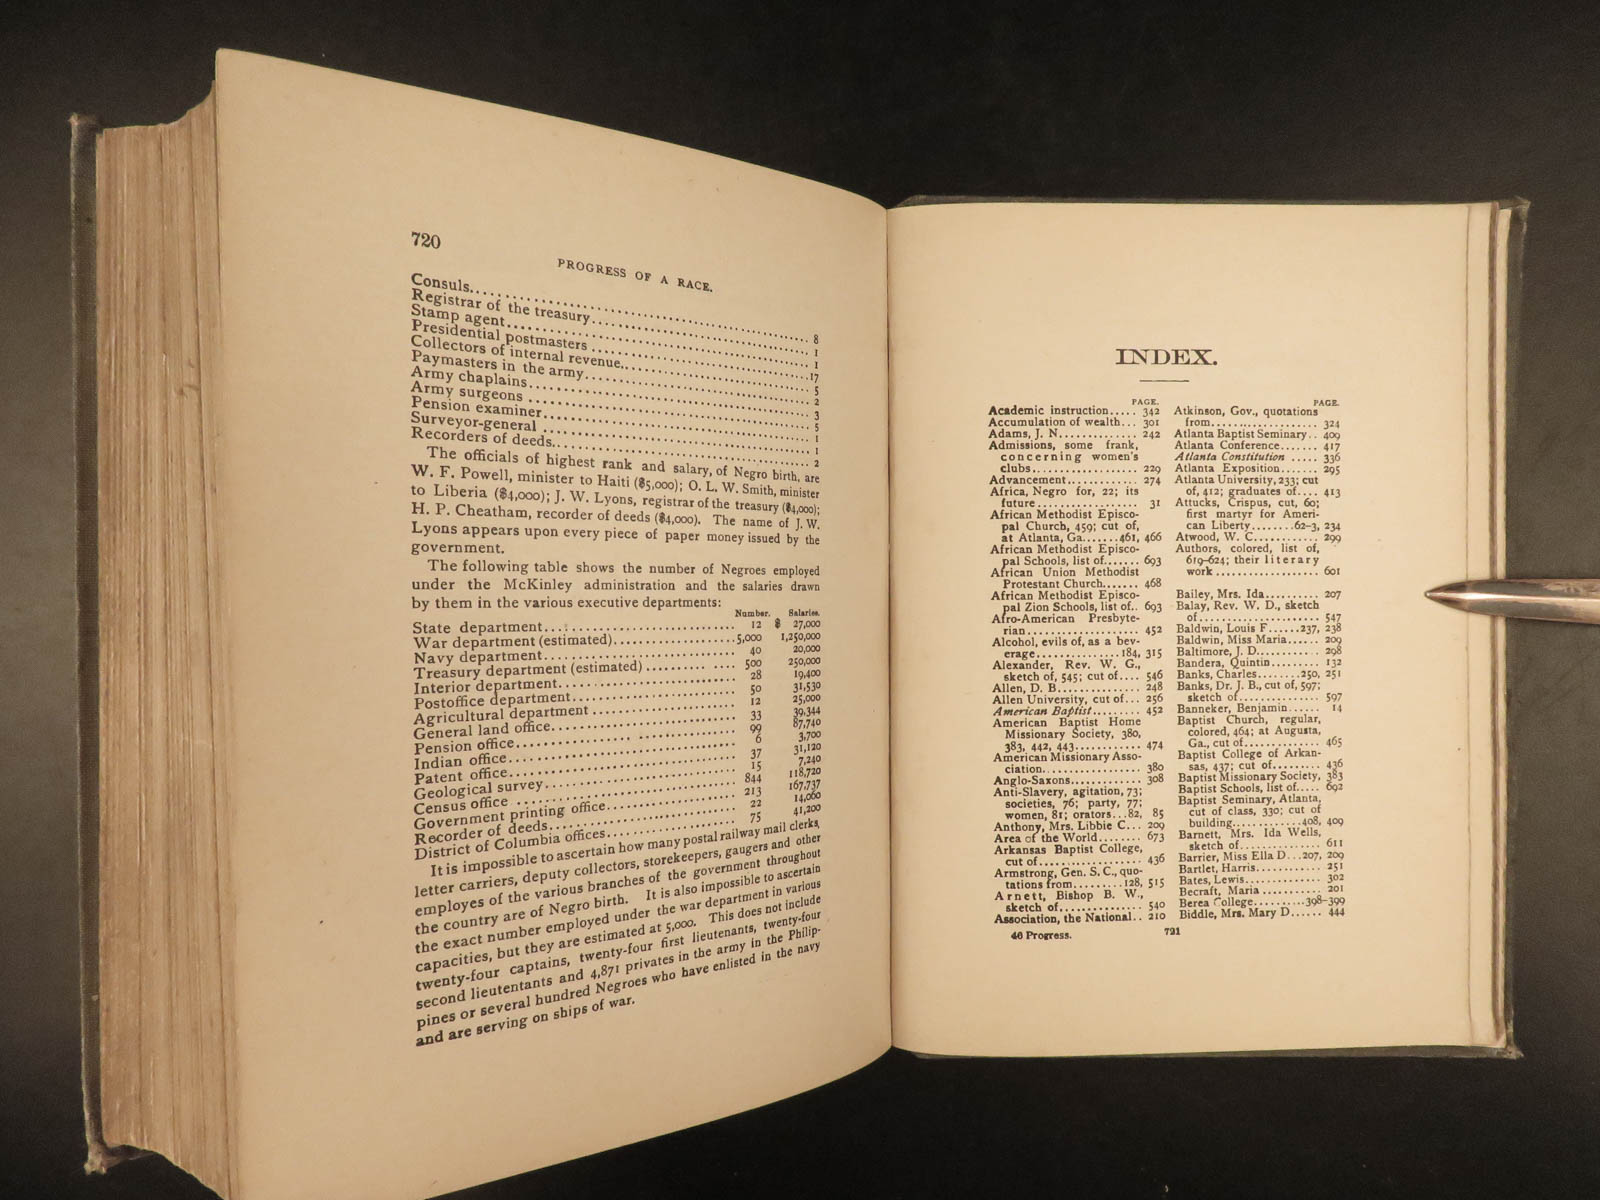 720
PROGRESS OF A RACE.
Consuls........ 8
Registrar of the treasury........ 1
Stamp agent........ 1
Presidential postmasters........ 17
Collectors of internal revenue........ 5
Paymasters in the army........ 2
Army chaplains........ 3
Army surgeons........ 5
Pension examiner........ 1
Surveyor-general........ 1
Recorders of deeds........ 2
The officials of highest rank and salary, of Negro birth, are
W. F. Powell, minister to Haiti ($5,000); O. L. W. Smith, minister
to Liberia ($4,000); J. W. Lyons, registrar of the treasury ($4,000);
H. P. Cheatham, recorder of deeds ($4,000). The name of J. W.
Lyons appears upon every piece of paper money issued by the
government.
The following table shows the number of Negroes employed
under the McKinley administration and the salaries drawn
by them in the various executive departments:
Number. Salaries.
State department........ 12 $ 27,000
War department (estimated)........ 5,000 1,250,000
Navy department........ 40 20,000
Treasury department (estimated)........ 500 250,000
Interior department........ 28 19,400
Postoffice department........ 50 31,530
Agricultural department........ 12 25,000
General land office........ 33 39,344
Pension office........ 99 87,740
Indian office........ 6 3,700
Patent office........ 37 31,120
Geological survey........ 15 7,240
Census office........ 844 118,720
Government printing office........ 213 167,737
Recorder of deeds........ 22 14,060
District of Columbia offices........ 75 41,200
It is impossible to ascertain how many postal railway mail clerks,
letter carriers, deputy collectors, storekeepers, gaugers and other
employes of the various branches of the government throughout
the country are of Negro birth. It is also impossible to ascertain
the exact number employed under the war department in various
capacities, but they are estimated at 5,000. This does not include
twenty-four captains, twenty-four first lieutenants, twenty-four
second lieutentants and 4,871 privates in the army in the Philip-
pines or several hundred Negroes who have enlisted in the navy
and are serving on ships of war.
INDEX.
PAGE.
Academic instruction..... 342
Accumulation of wealth... 301
Adams, J. N.............. 242
Admissions, some frank,
concerning women's
clubs................... 229
Advancement............ 274
Africa, Negro for, 22; its
future.................. 31
African Methodist Episco-
pal Church, 459; cut of,
at Atlanta, Ga.......461, 466
African Methodist Episco-
pal Schools, list of...... 693
African Union Methodist
Protestant Church...... 468
African Methodist Episco-
pal Zion Schools, list of.. 693
Afro-American Presbyte-
rian.................... 452
Alcohol, evils of, as a bev-
erage...............184, 315
Alexander, Rev. W. G.,
sketch of, 545; cut of.... 546
Allen, D. B.............. 248
Allen University, cut of... 256
American Baptist......... 452
American Baptist Home
Missionary Society, 380,
383, 442, 443............ 474
American Missionary Asso-
ciation................. 380
Anglo-Saxons............. 308
Anti-Slavery, agitation, 73;
societies, 76; party, 77;
women, 81; orators...82, 85
Anthony, Mrs. Libbie C... 209
Area of the World........ 673
Arkansas Baptist College,
cut of.................. 436
Armstrong, Gen. S. C., quo-
tations from.........128, 515
Arnett, Bishop B. W.,
sketch of............... 540
Association, the National.. 210
46 Progress.
PAGE.
Atkinson, Gov., quotations
from.................... 324
Atlanta Baptist Seminary.. 409
Atlanta Conference....... 417
Atlanta Constitution ..... 336
Atlanta Exposition....... 295
Atlanta University, 233; cut
of, 412; graduates of.... 413
Attucks, Crispus, cut, 60;
first martyr for Ameri-
can Liberty........62-3, 234
Atwood, W. C............ 299
Authors, colored, list of,
619-624; their literary
work ................... 601
Bailey, Mrs. Ida.......... 207
Balay, Rev. W. D., sketch
of...................... 547
Baldwin, Louis F......237, 238
Baldwin, Miss Maria...... 209
Baltimore, J. D........... 298
Bandera, Quintin......... 132
Banks, Charles........250, 251
Banks, Dr. J. B., cut of, 597;
sketch of............... 597
Banneker, Benjamin...... 14
Baptist Church, regular,
colored, 464; at Augusta,
Ga., cut of.............. 465
Baptist College of Arkan-
sas, 437; cut of......... 436
Baptist Missionary Society, 383
Baptist Schools, list of..... 692
Baptist Seminary, Atlanta,
cut of class, 330; cut of
building.............408, 409
Barnett, Mrs. Ida Wells,
sketch of............... 611
Barrier, Miss Ella D...207, 209
Bartlet, Harris............ 251
Bates, Lewis.............. 302
Becraft, Maria ........... 201
Berea College..........398-399
Biddle, Mrs. Mary D...... 444
721